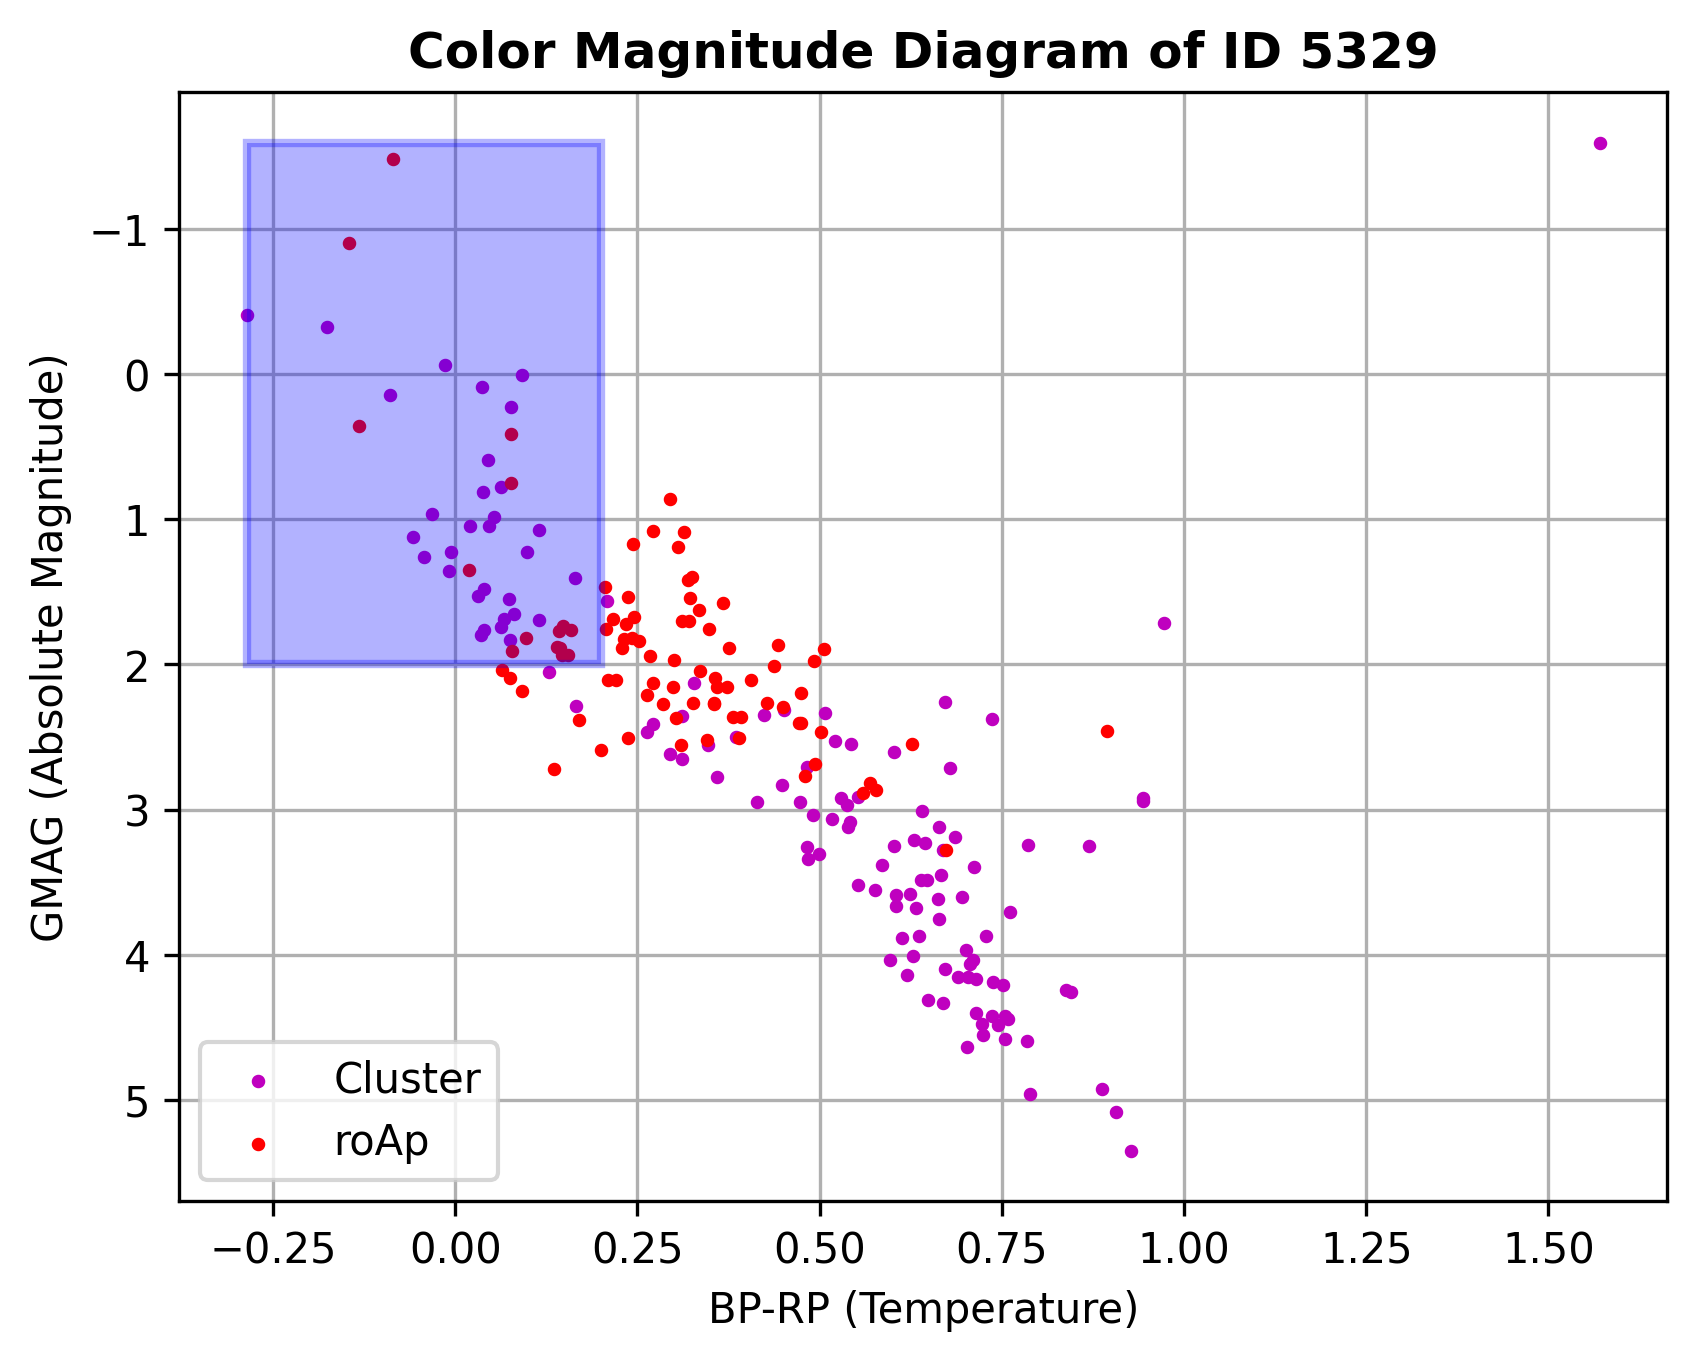 Color Magnitude Diagram of ID 5329
GMAG (Absolute Magnitude)
−1
0
1
2
3
4
5
Cluster
roAp
−0.25 0.00 0.25 0.50 0.75 1.00 1.25 1.50
BP-RP (Temperature)